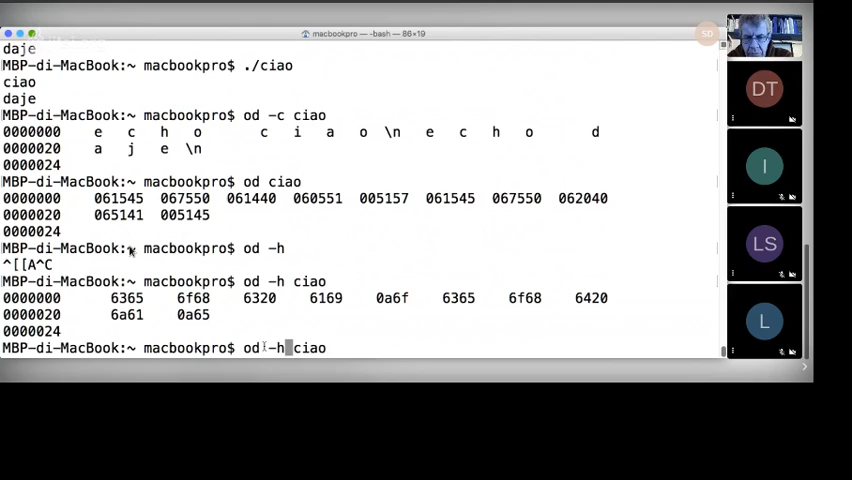 macbookpro — -bash — 86×19
daje
MBP-di-MacBook:~ macbookpro$ ./ciao
ciao
daje
MBP-di-MacBook:~ macbookpro$ od -c ciao
0000000 e c h o c i a o \n e c h o d
0000020 a j e \n
0000024
MBP-di-MacBook:~ macbookpro$ od ciao
0000000 061545 067550 061440 060551 005157 061545 067550 062040
0000020 065141 005145
0000024
MBP-di-MacBook:~ macbookpro$ od -h
^[[A^C
MBP-di-MacBook:~ macbookpro$ od -h ciao
0000000 6365 6f68 6320 6169 0a6f 6365 6f68 6420
0000020 6a61 0a65
0000024
MBP-di-MacBook:~ macbookpro$ od -h ciao
SD
DT
I
LS
L